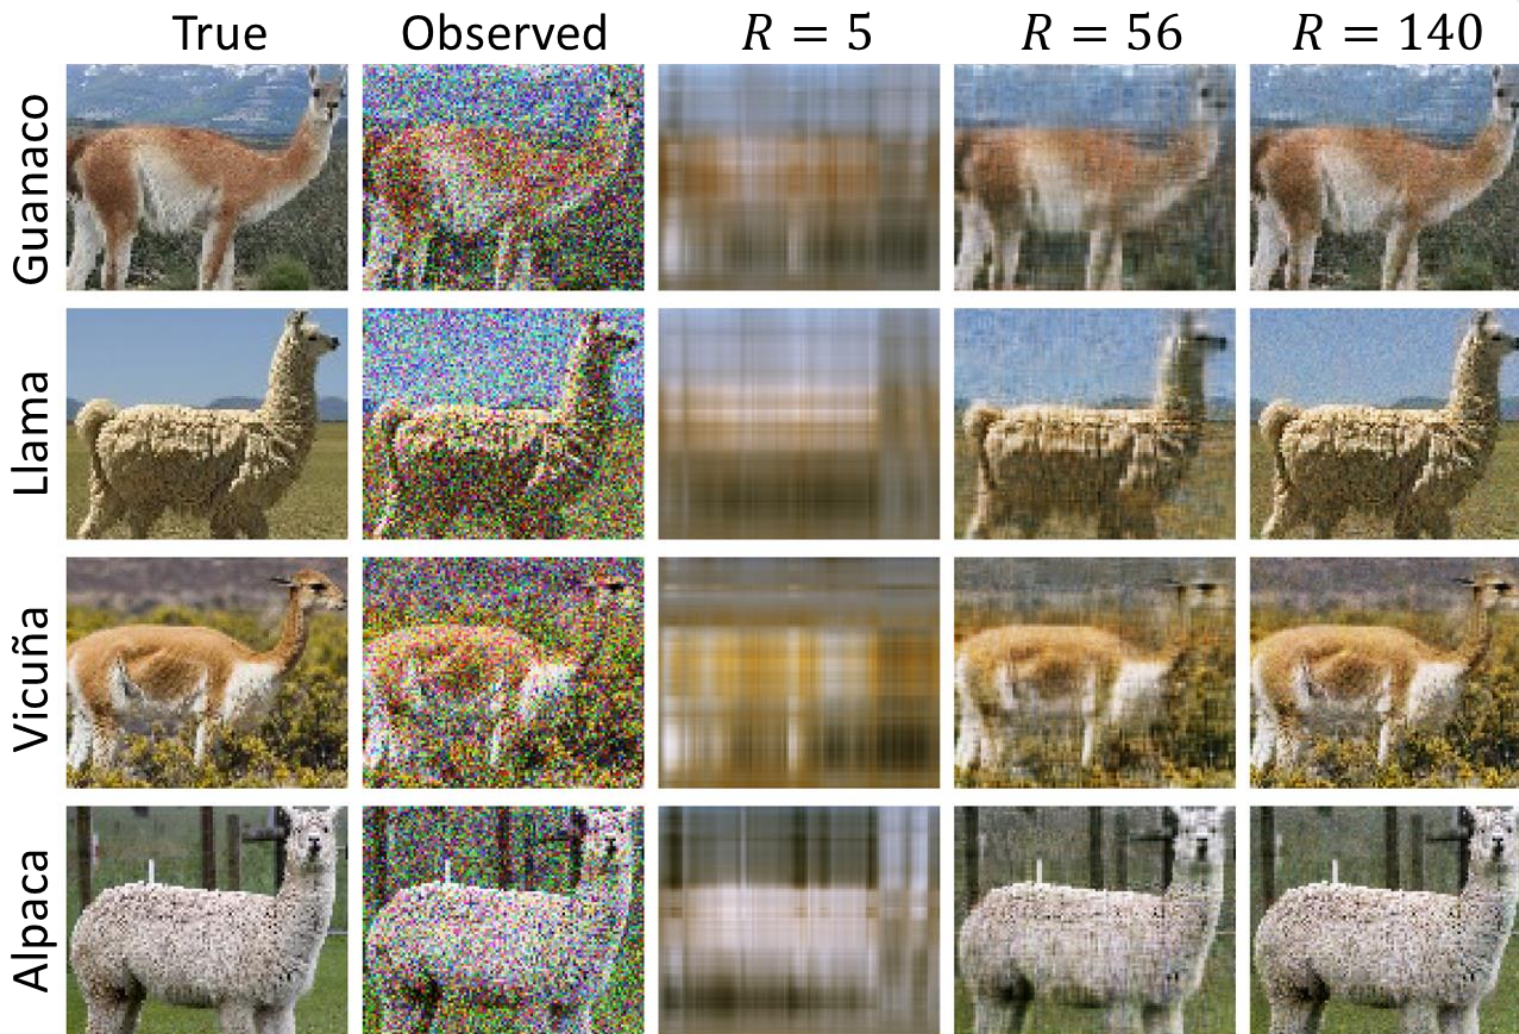 True Observed R = 5 R = 56 R = 140
Guanaco
Llama
Vicuña
Alpaca